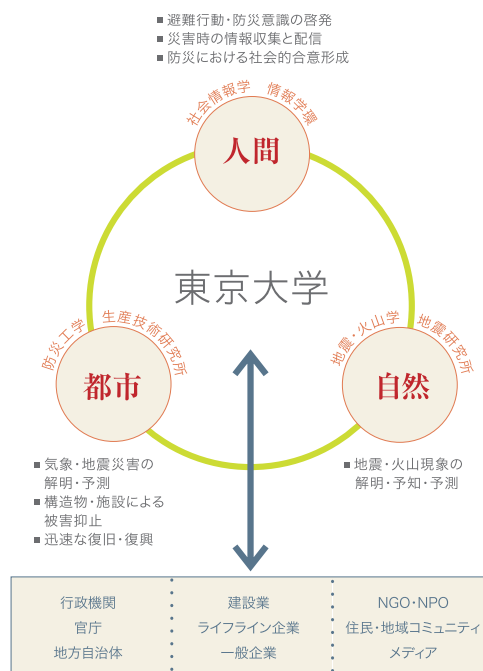 ■ 避難行動・防災意識の啓発
■ 災害時の情報収集と配信
■ 防災における社会的合意形成
社会情報学 情報学環
人間
東京大学
防災工学 生産技術研究所
都市
地震・火山学 地震研究所
自然
■ 気象・地震災害の
解明・予測
■ 構造物・施設による
被害抑止
■ 迅速な復旧・復興
■ 地震・火山現象の
解明・予知・予測
行政機関
官庁
地方自治体
建設業
ライフライン企業
一般企業
NGO・NPO
住民・地域コミュニティ
メディア